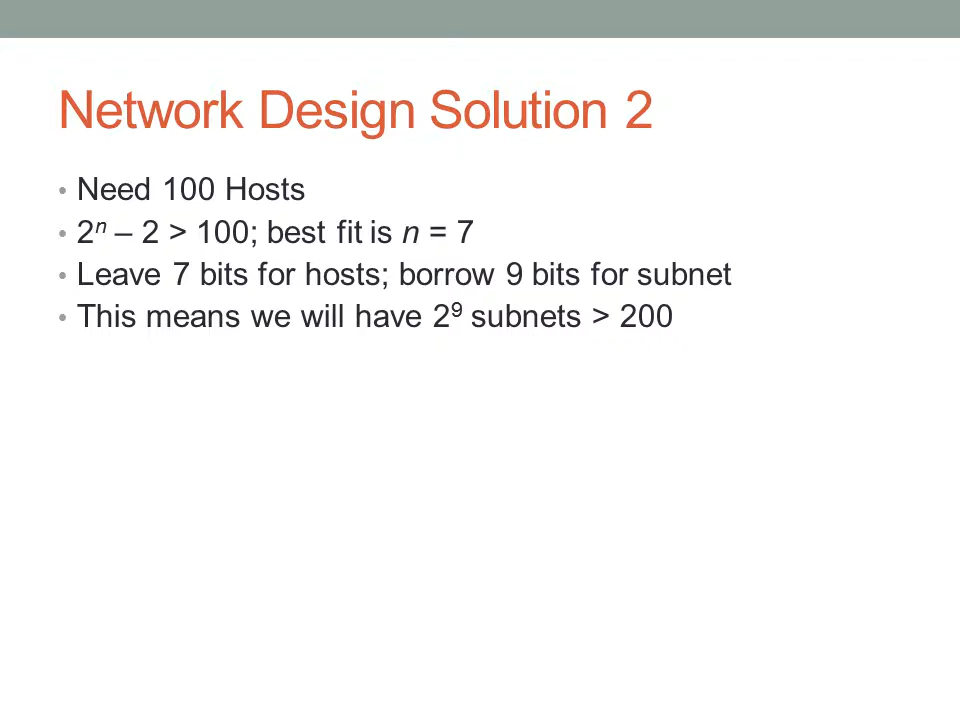 Network Design Solution 2
• Need 100 Hosts
• 2ⁿ – 2 > 100; best fit is n = 7
• Leave 7 bits for hosts; borrow 9 bits for subnet
• This means we will have 2⁹ subnets > 200